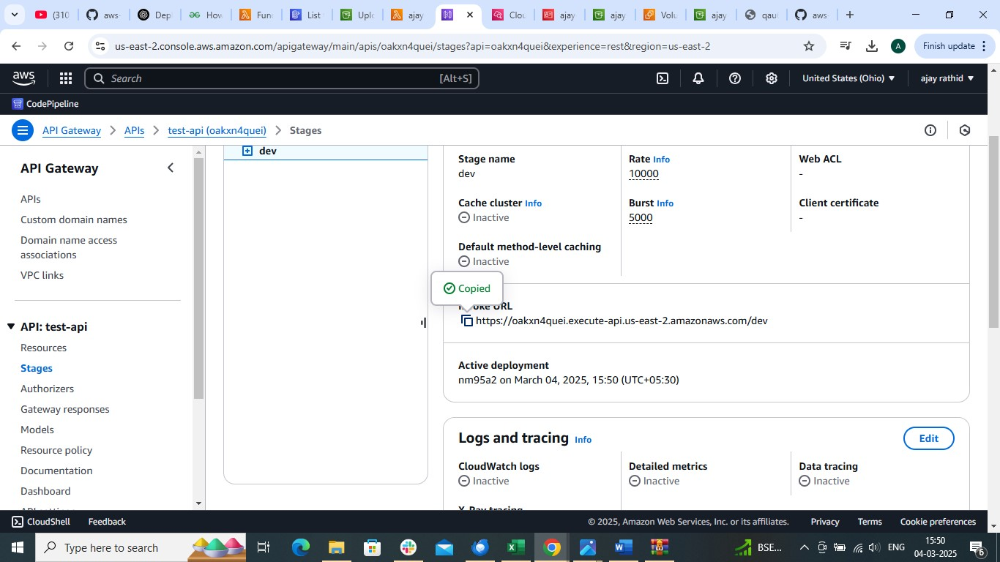 (310
aws-
Dep
How
Func
List
Uplo
ajay
Clou
ajay
ajay
Volu
ajay
qau
aws-
us-east-2.console.aws.amazon.com/apigateway/main/apis/oakxn4quei/stages?api=oakxn4quei&experience=rest&region=us-east-2
A
Finish update
aws
Search
[Alt+S]
United States (Ohio)
ajay rathid
CodePipeline
API Gateway
APIs
test-api (oakxn4quei)
Stages
API Gateway
APIs
Custom domain names
Domain name access
associations
VPC links
API: test-api
Resources
Stages
Authorizers
Gateway responses
Models
Resource policy
Documentation
Dashboard
API settings
dev
Stage name
dev
Rate Info
10000
Web ACL
-
Cache cluster Info
Inactive
Burst Info
5000
Client certificate
-
Default method-level caching
Inactive
Copied
Invoke URL
https://oakxn4quei.execute-api.us-east-2.amazonaws.com/dev
Active deployment
nm95a2 on March 04, 2025, 15:50 (UTC+05:30)
Logs and tracing Info
Edit
CloudWatch logs
Inactive
Detailed metrics
Inactive
Data tracing
Inactive
X-Ray tracing
CloudShell
Feedback
© 2025, Amazon Web Services, Inc. or its affiliates.
Privacy
Terms
Cookie preferences
Type here to search
BSE...
ENG
15:50
04-03-2025
6